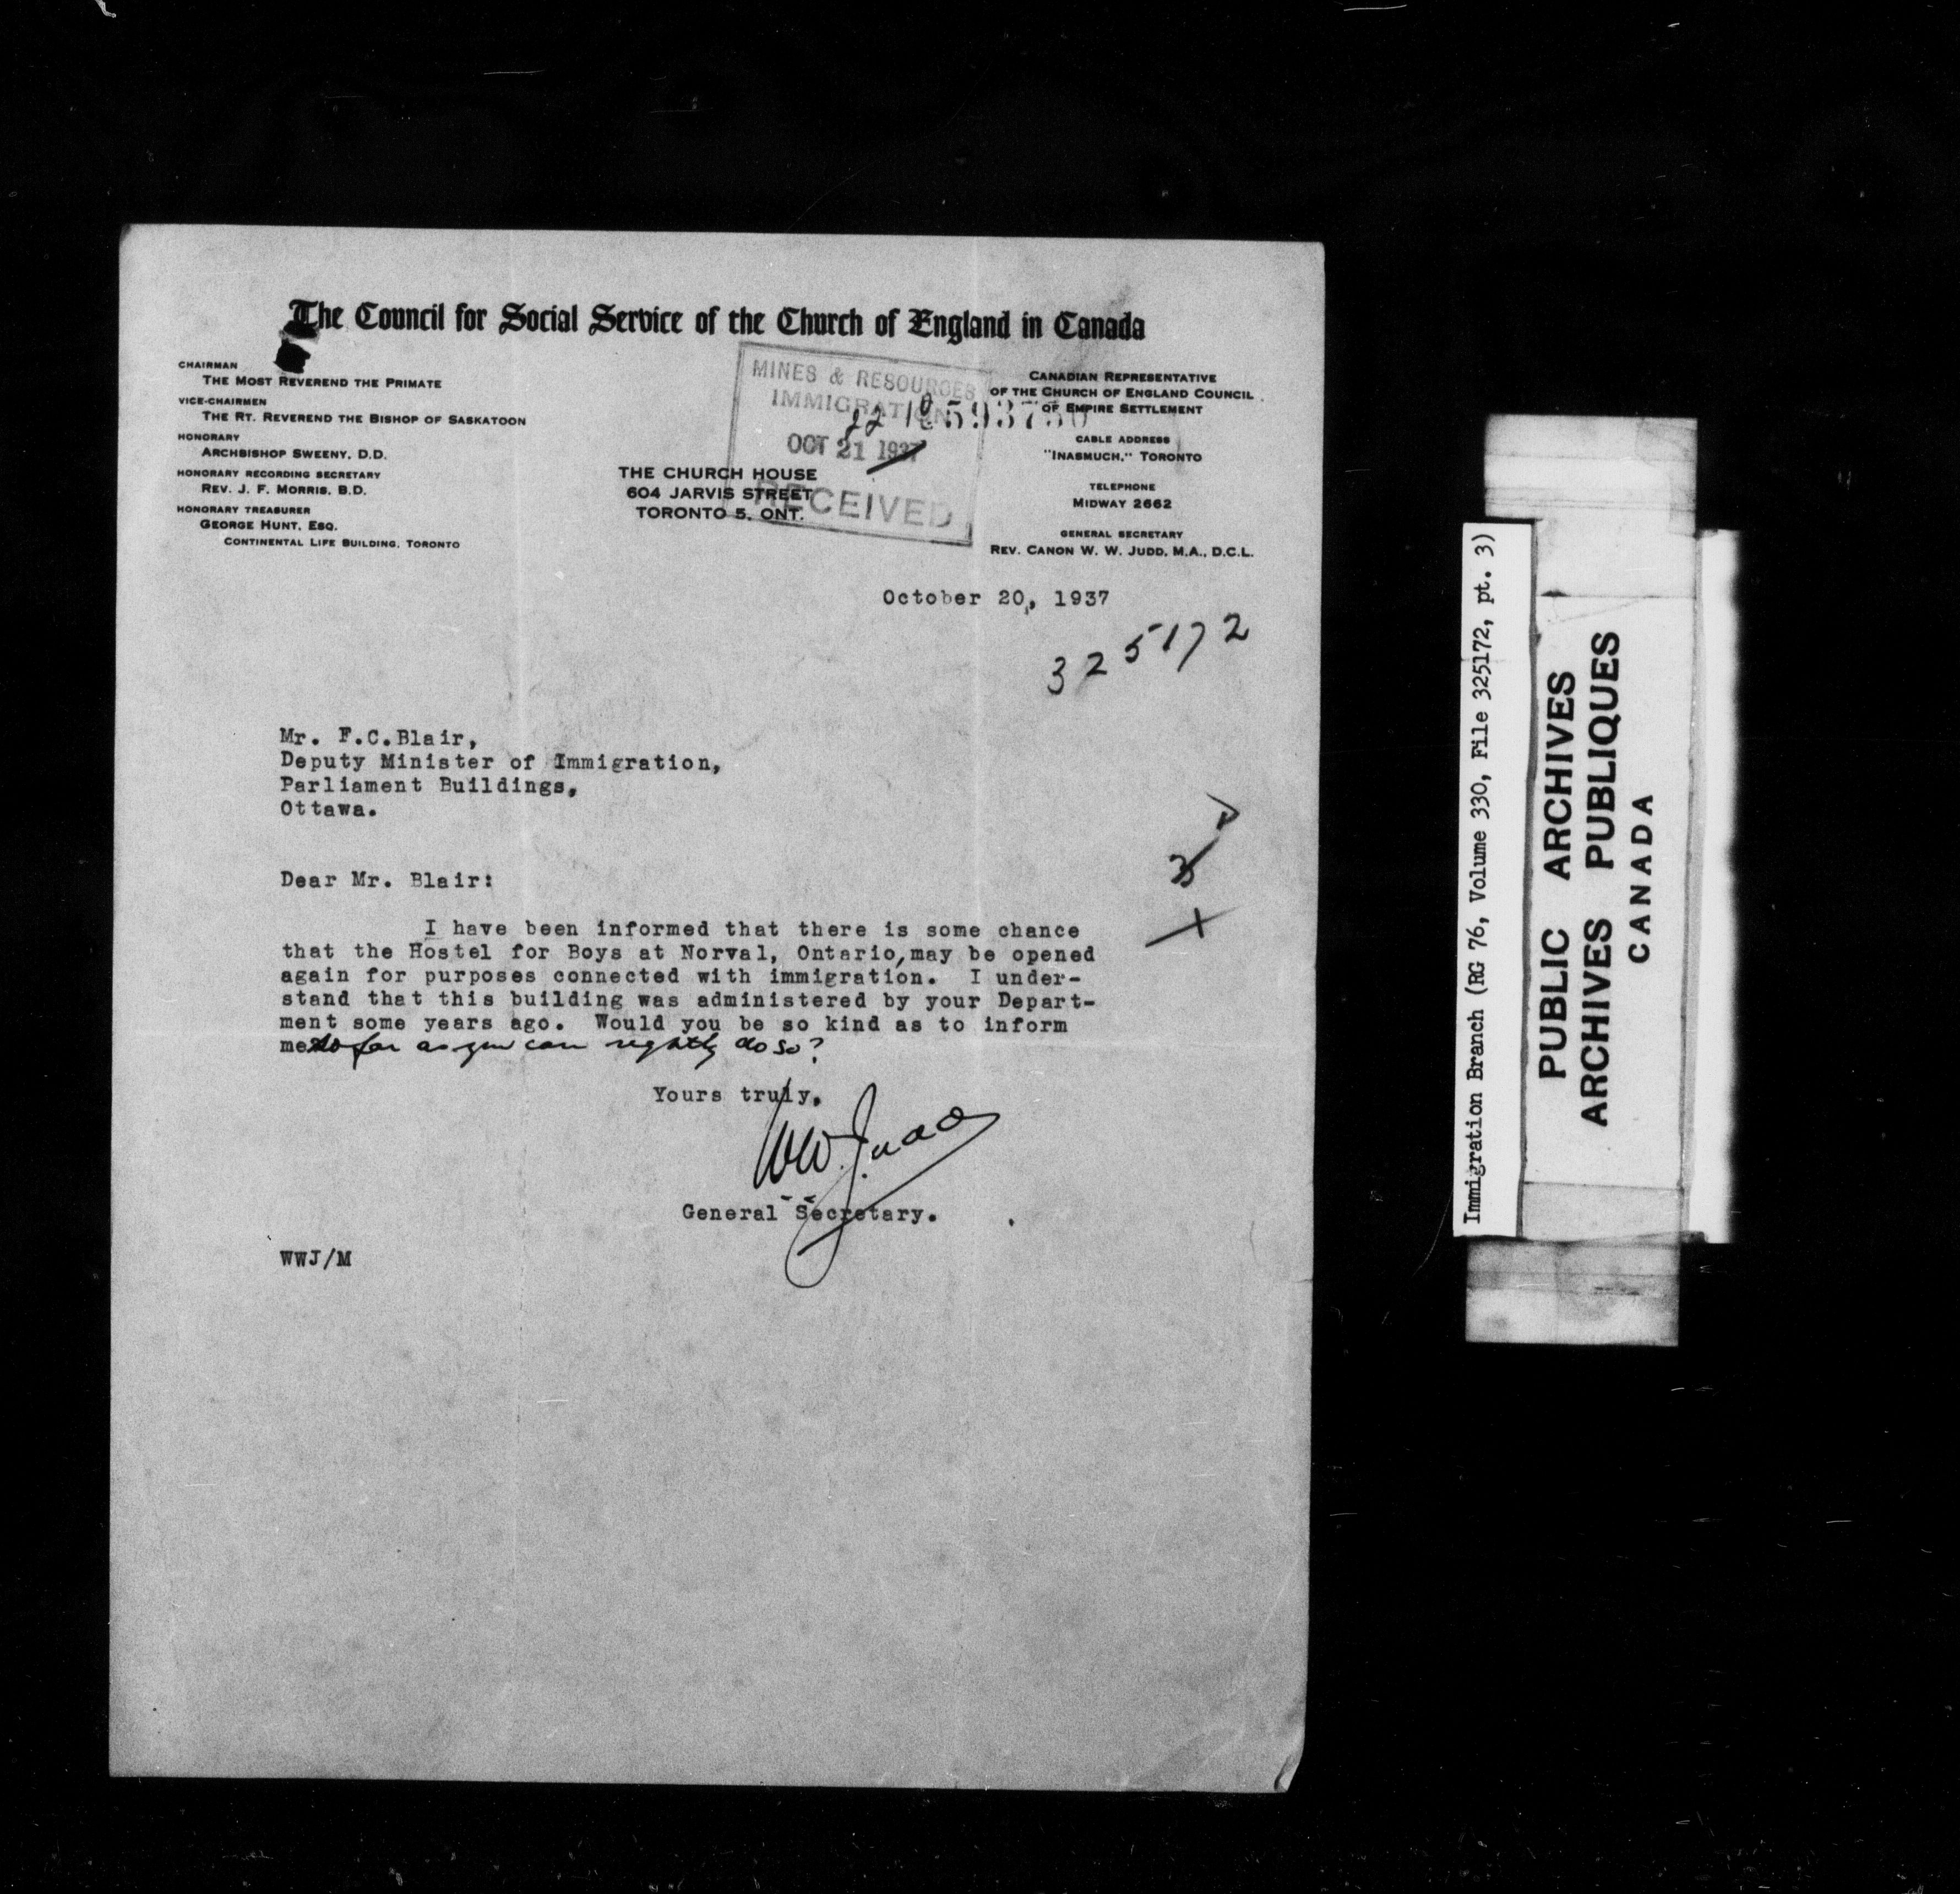 The Council for Social Service of the Church of England in Canada
CHAIRMAN
THE MOST REVEREND THE PRIMATE
VICE-CHAIRMEN
THE RT. REVEREND THE BISHOP OF SASKATOON
HONORARY
ARCHBISHOP SWEENY, D.D.
HONORARY RECORDING SECRETARY
REV. J. F. MORRIS, B.D.
HONORARY TREASURER
GEORGE HUNT, ESQ.
CONTINENTAL LIFE BUILDING, TORONTO
MINES & RESOURCES
IMMIGRATION
22 10 593750
OCT 21 1937
RECEIVED
THE CHURCH HOUSE
604 JARVIS STREET
TORONTO 5, ONT.
CANADIAN REPRESENTATIVE
OF THE CHURCH OF ENGLAND COUNCIL
OF EMPIRE SETTLEMENT
CABLE ADDRESS
"INASMUCH," TORONTO
TELEPHONE
MIDWAY 2662
GENERAL SECRETARY
REV. CANON W. W. JUDD, M.A., D.C.L.
October 20, 1937
325172
Mr. F.C.Blair,
Deputy Minister of Immigration,
Parliament Buildings,
Ottawa.
Dear Mr. Blair:
I have been informed that there is some chance
that the Hostel for Boys at Norval, Ontario, may be opened
again for purposes connected with immigration. I under-
stand that this building was administered by your Depart-
ment some years ago. Would you be so kind as to inform
me so far as you can rightly do so?
Yours truly,
WW. Judd
General Secretary.
WWJ/M
Immigration Branch (RG 76, Volume 330, File 325172, pt. 3)
PUBLIC ARCHIVES
ARCHIVES PUBLIQUES
CANADA